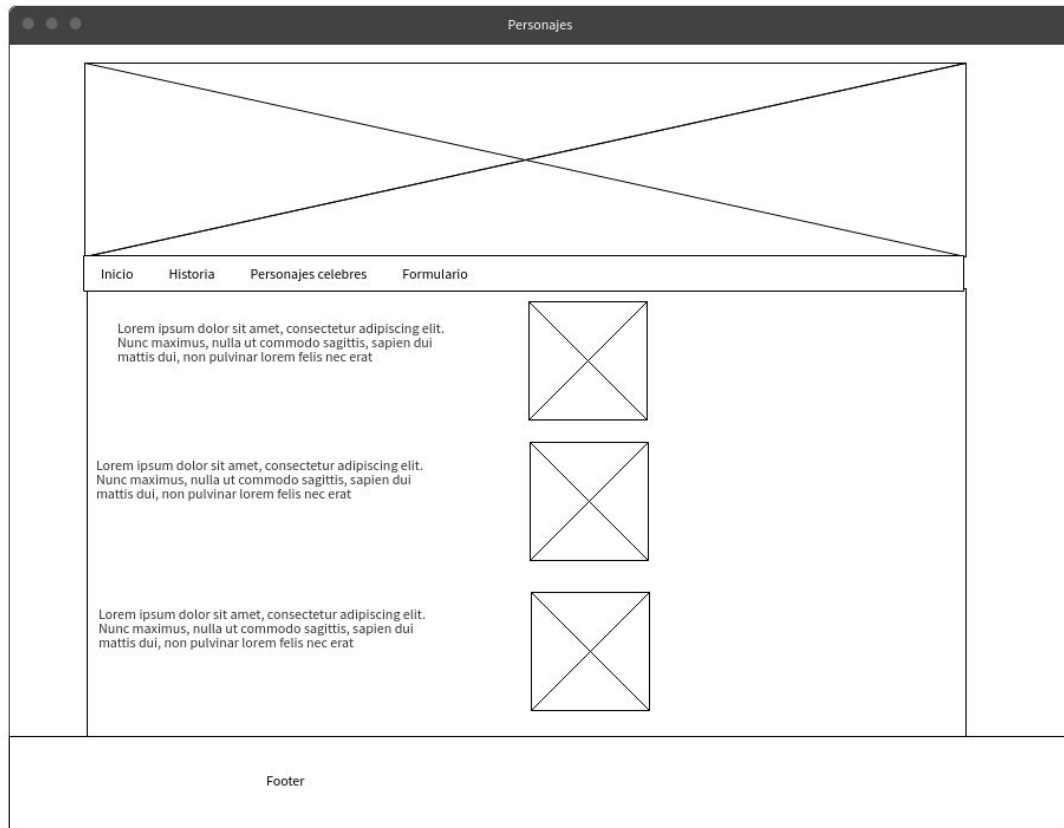 Personajes
Inicio Historia Personajes celebres Formulario
Lorem ipsum dolor sit amet, consectetur adipiscing elit.
Nunc maximus, nulla ut commodo sagittis, sapien dui
mattis dui, non pulvinar lorem felis nec erat
Lorem ipsum dolor sit amet, consectetur adipiscing elit.
Nunc maximus, nulla ut commodo sagittis, sapien dui
mattis dui, non pulvinar lorem felis nec erat
Lorem ipsum dolor sit amet, consectetur adipiscing elit.
Nunc maximus, nulla ut commodo sagittis, sapien dui
mattis dui, non pulvinar lorem felis nec erat
Footer